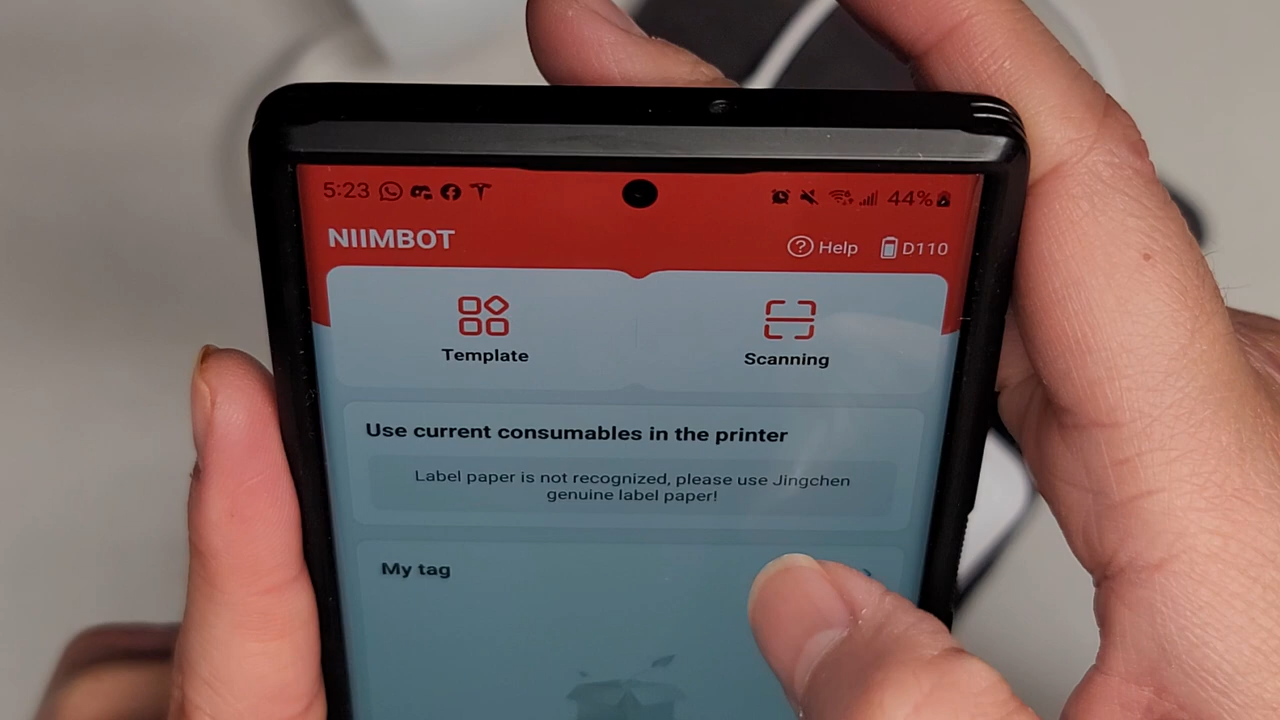 5:23 44%
NIIMBOT Help D110
Template Scanning
Use current consumables in the printer
Label paper is not recognized, please use Jingchen
genuine label paper!
My tag